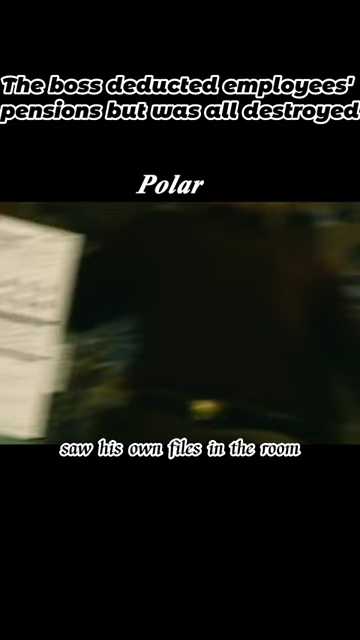 The boss deducted employees'
pensions but was all destroyed
Polar
saw his own files in the room